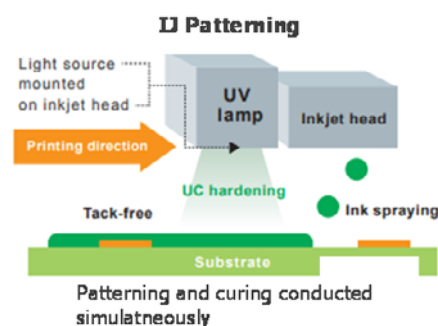 IJ Patterning
Light source
mounted
on inkjet head
UV
lamp
Inkjet head
Printing direction
UC hardening
Tack-free
Ink spraying
Substrate
Patterning and curing conducted
simulatneously